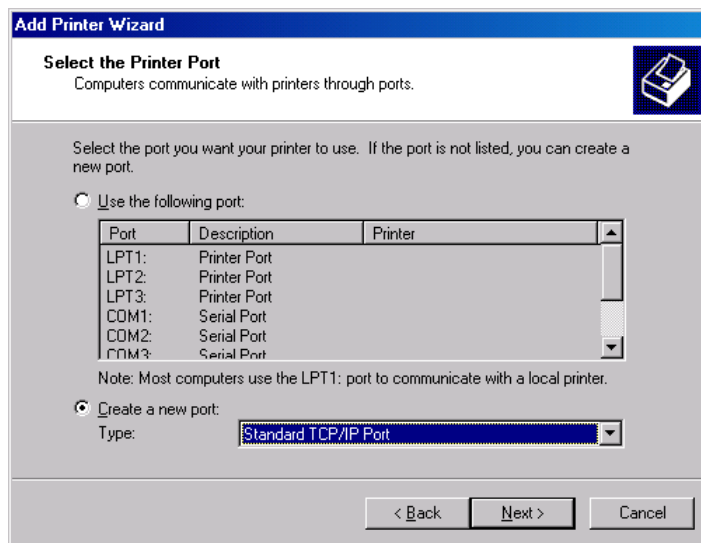 Add Printer Wizard
Select the Printer Port
Computers communicate with printers through ports.
Select the port you want your printer to use. If the port is not listed, you can create a
new port.
Use the following port:
Port Description Printer
LPT1: Printer Port
LPT2: Printer Port
LPT3: Printer Port
COM1: Serial Port
COM2: Serial Port
COM3: Serial Port
Note: Most computers use the LPT1: port to communicate with a local printer.
Create a new port:
Type: Standard TCP/IP Port
< Back Next > Cancel